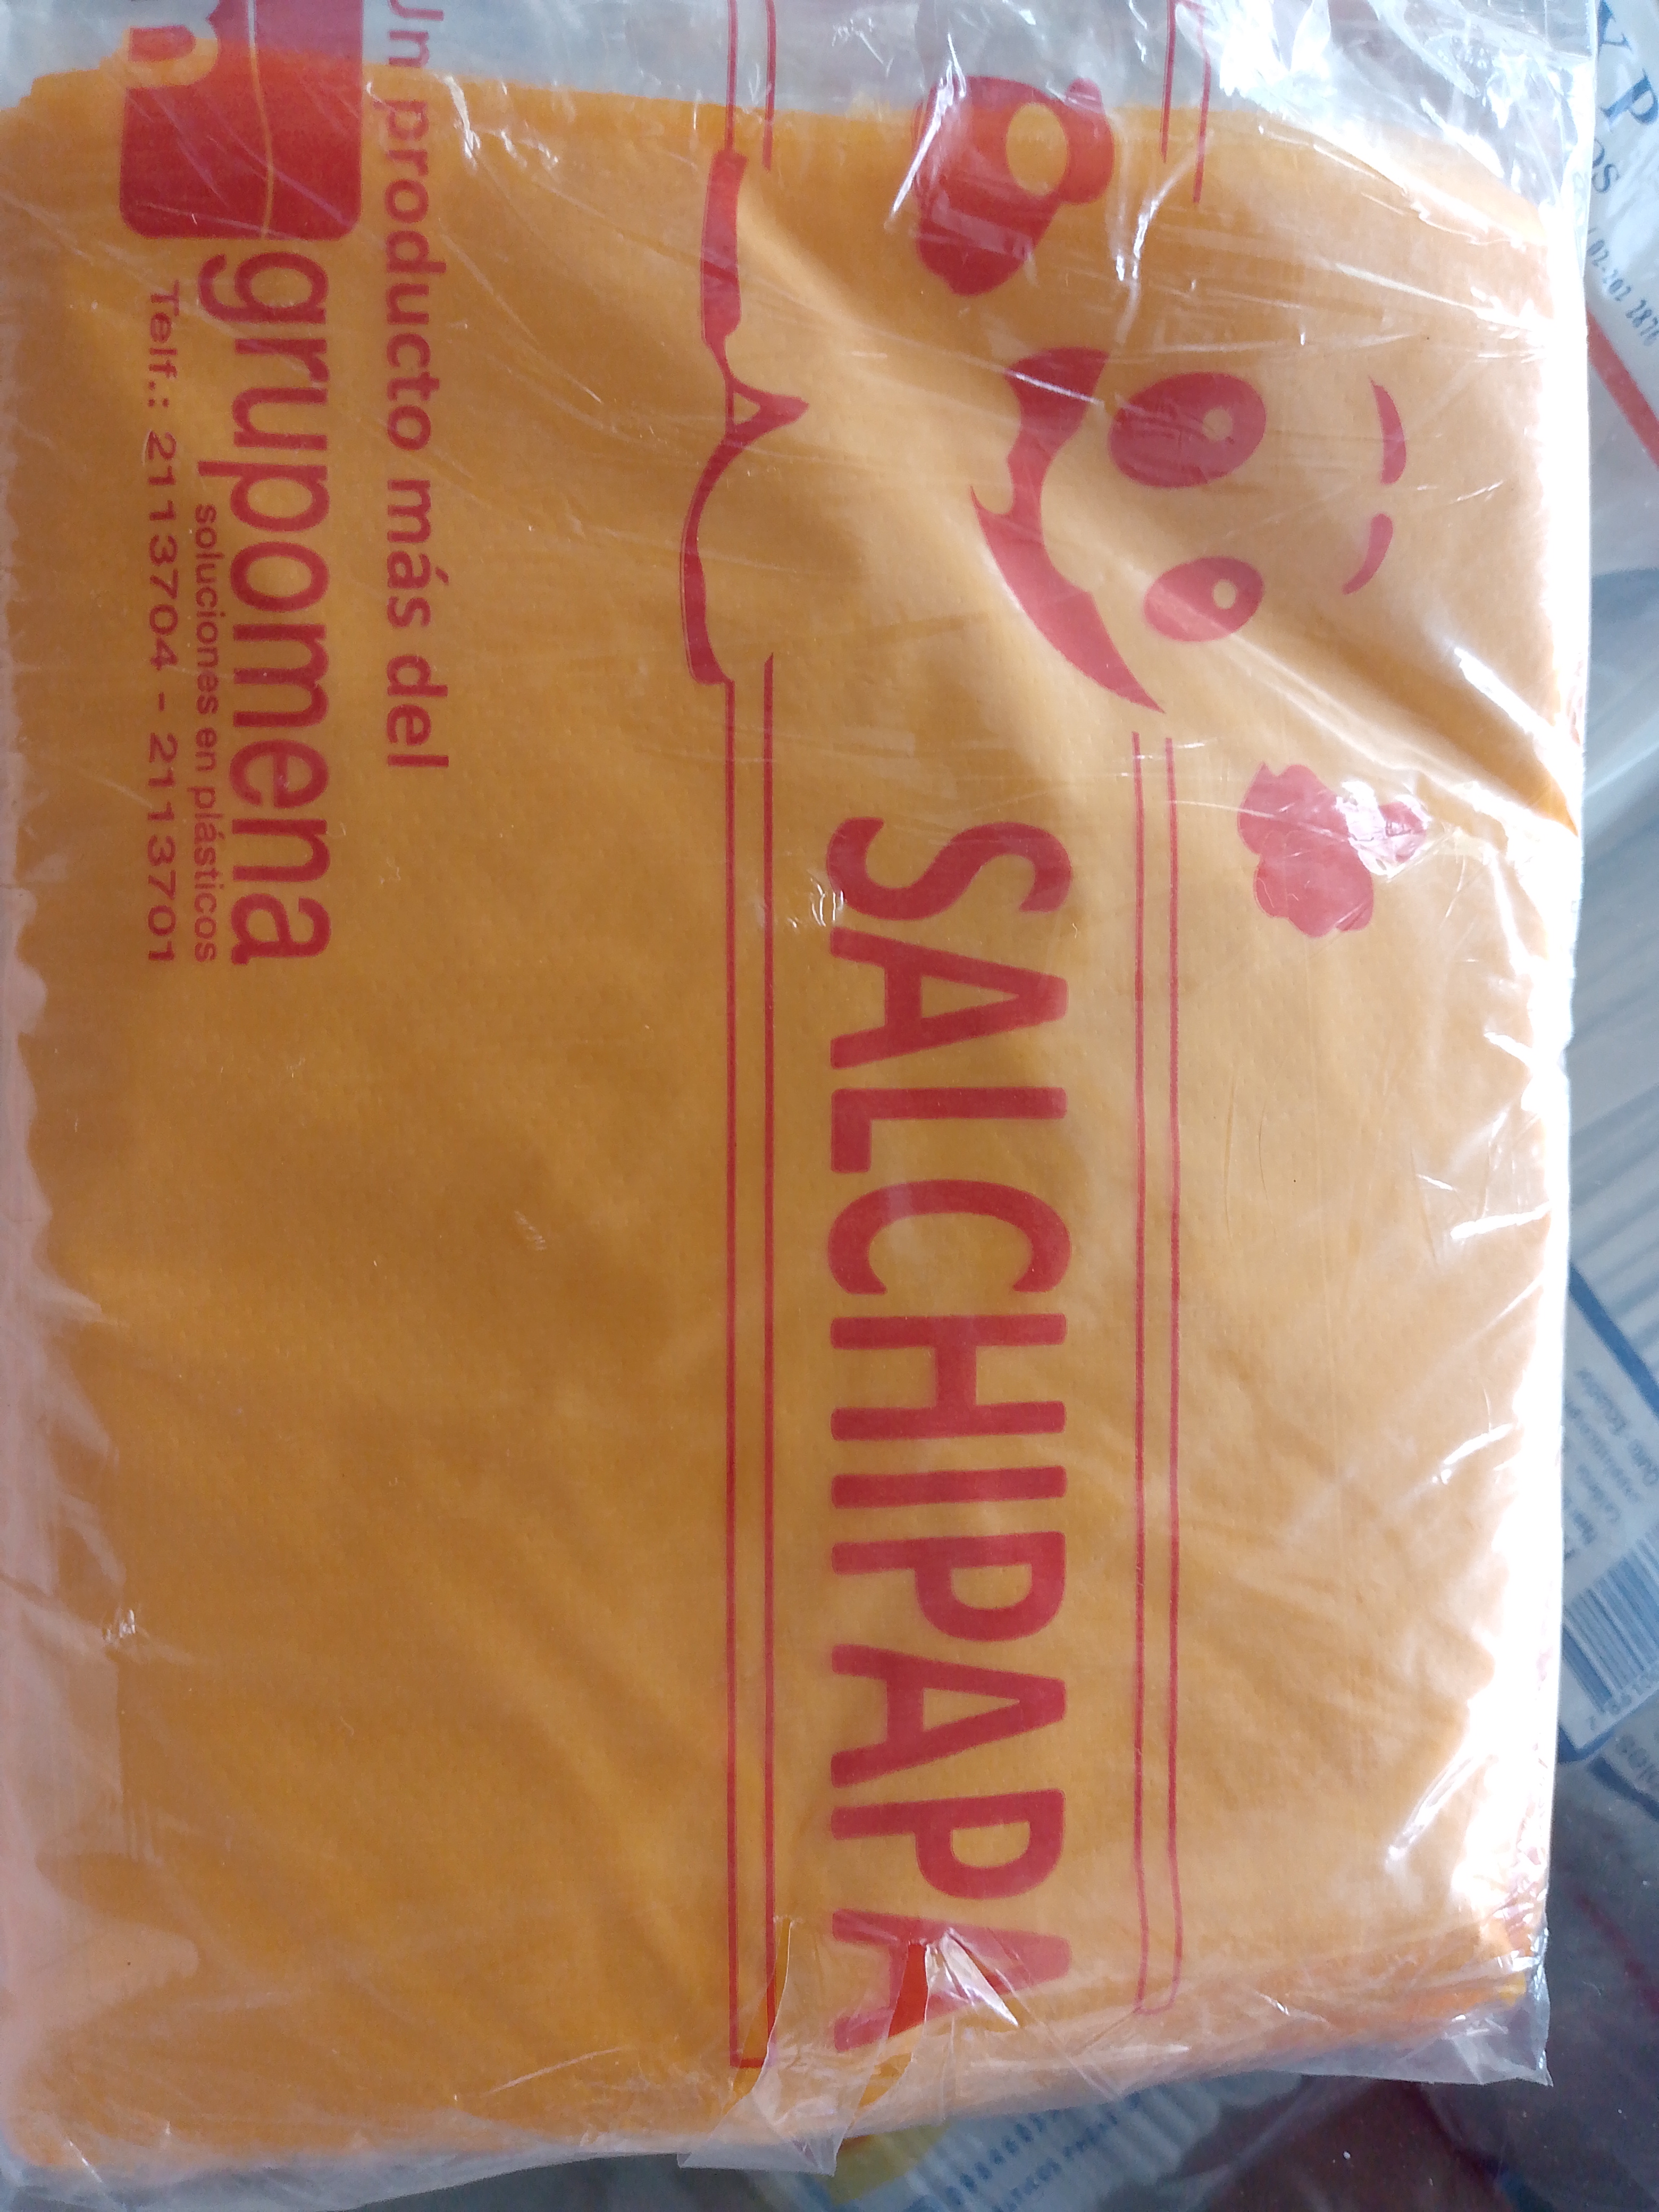 SALCHIPAPA
Un producto más del
grupomena
soluciones en plásticos
Telf.: 2113704 - 2113701